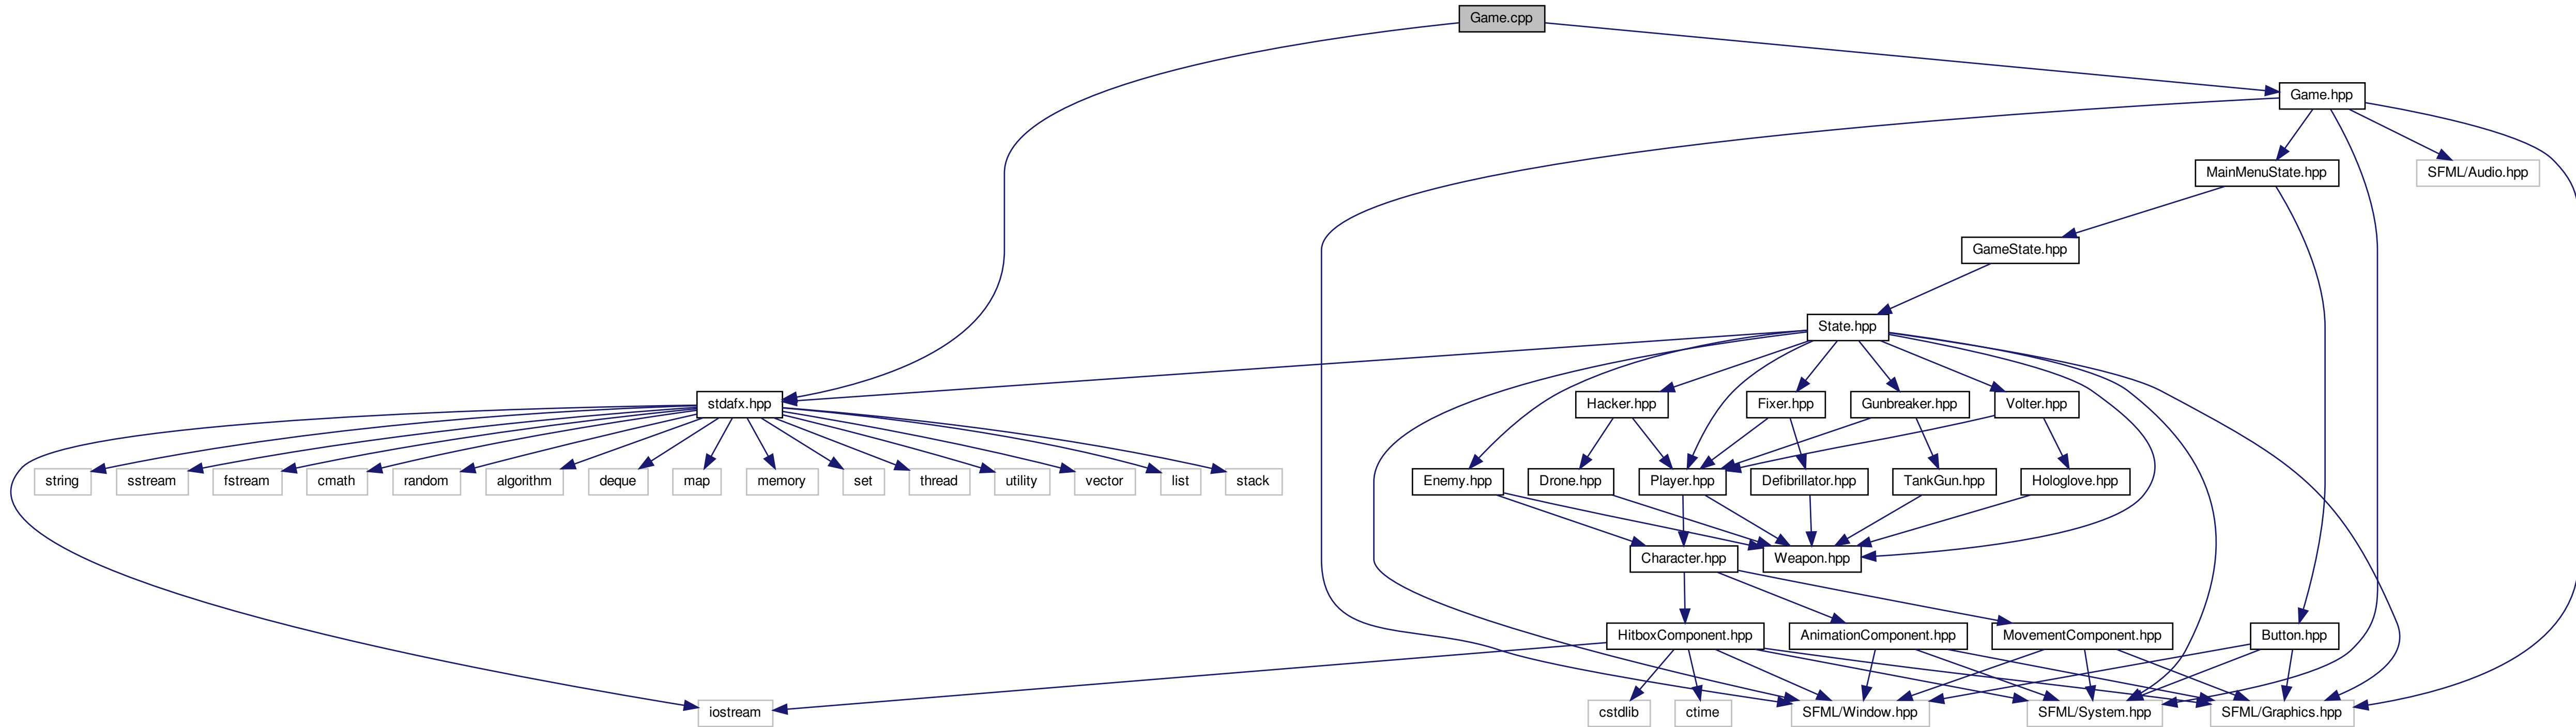 Game.cpp
Game.hpp
MainMenuState.hpp
SFML/Audio.hpp
GameState.hpp
State.hpp
stdafx.hpp
Hacker.hpp
Fixer.hpp
Gunbreaker.hpp
Volter.hpp
string
sstream
fstream
cmath
random
algorithm
deque
map
memory
set
thread
utility
vector
list
stack
Enemy.hpp
Drone.hpp
Player.hpp
Defibrillator.hpp
TankGun.hpp
Hologlove.hpp
Character.hpp
Weapon.hpp
HitboxComponent.hpp
AnimationComponent.hpp
MovementComponent.hpp
Button.hpp
iostream
cstdlib
ctime
SFML/Window.hpp
SFML/System.hpp
SFML/Graphics.hpp